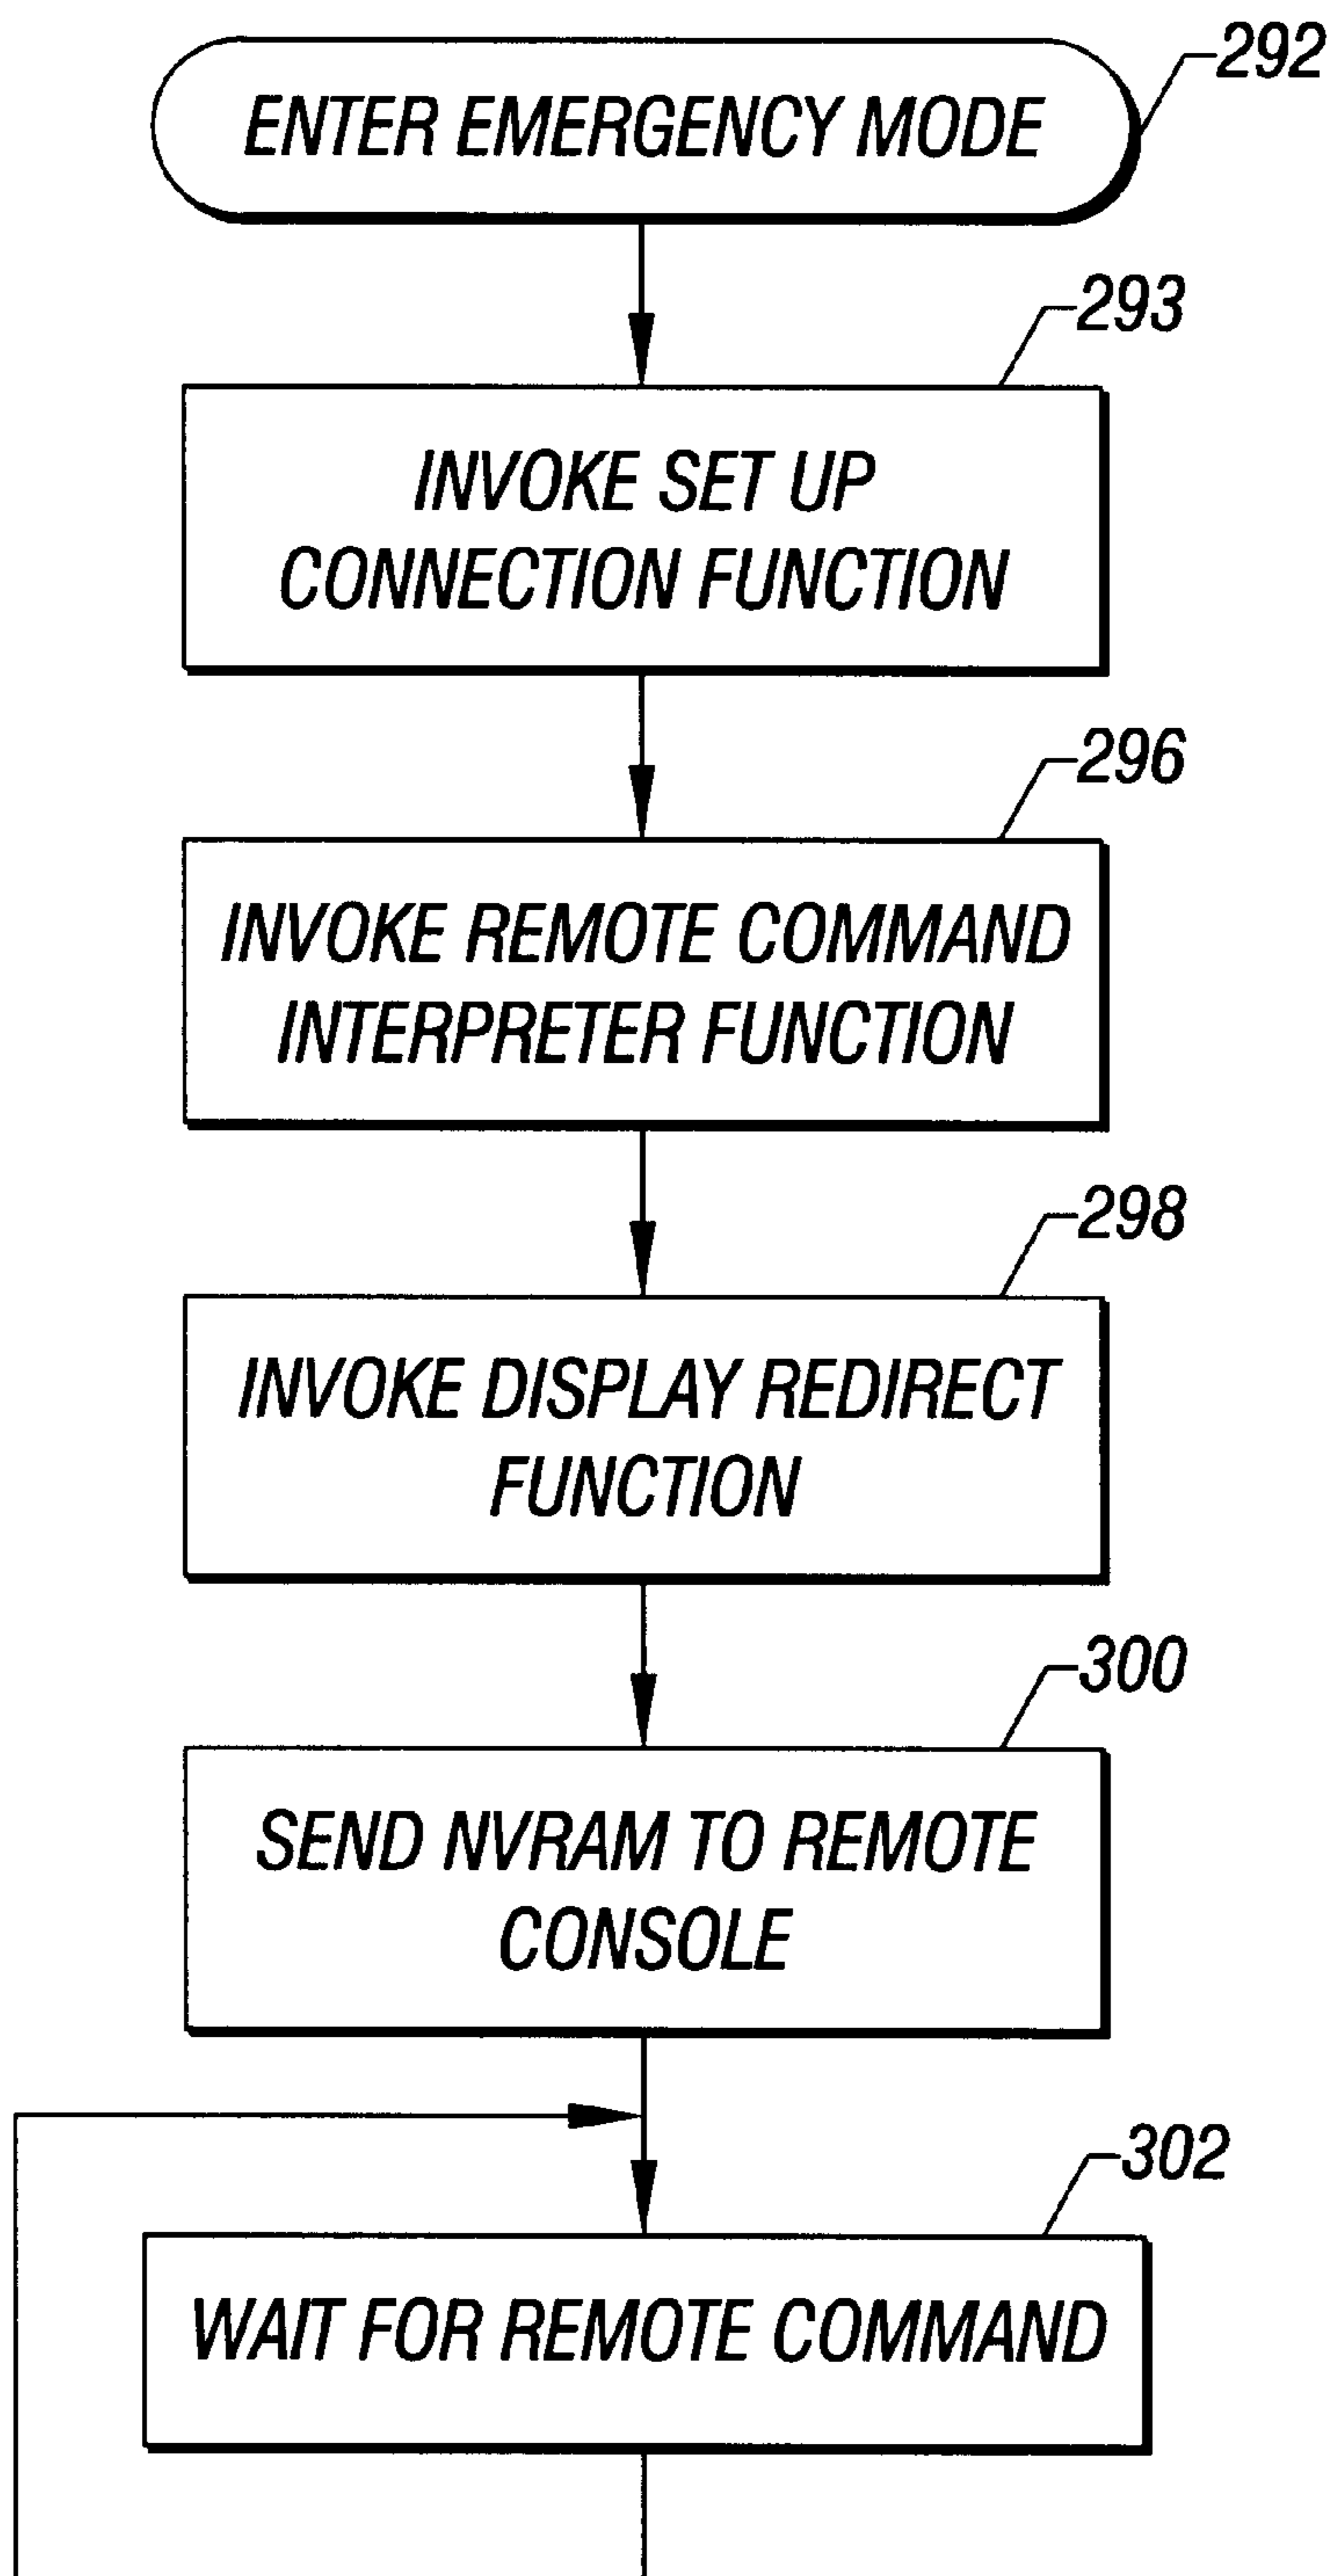 292
ENTER EMERGENCY MODE
293
INVOKE SET UP
CONNECTION FUNCTION
296
INVOKE REMOTE COMMAND
INTERPRETER FUNCTION
298
INVOKE DISPLAY REDIRECT
FUNCTION
300
SEND NVRAM TO REMOTE
CONSOLE
302
WAIT FOR REMOTE COMMAND